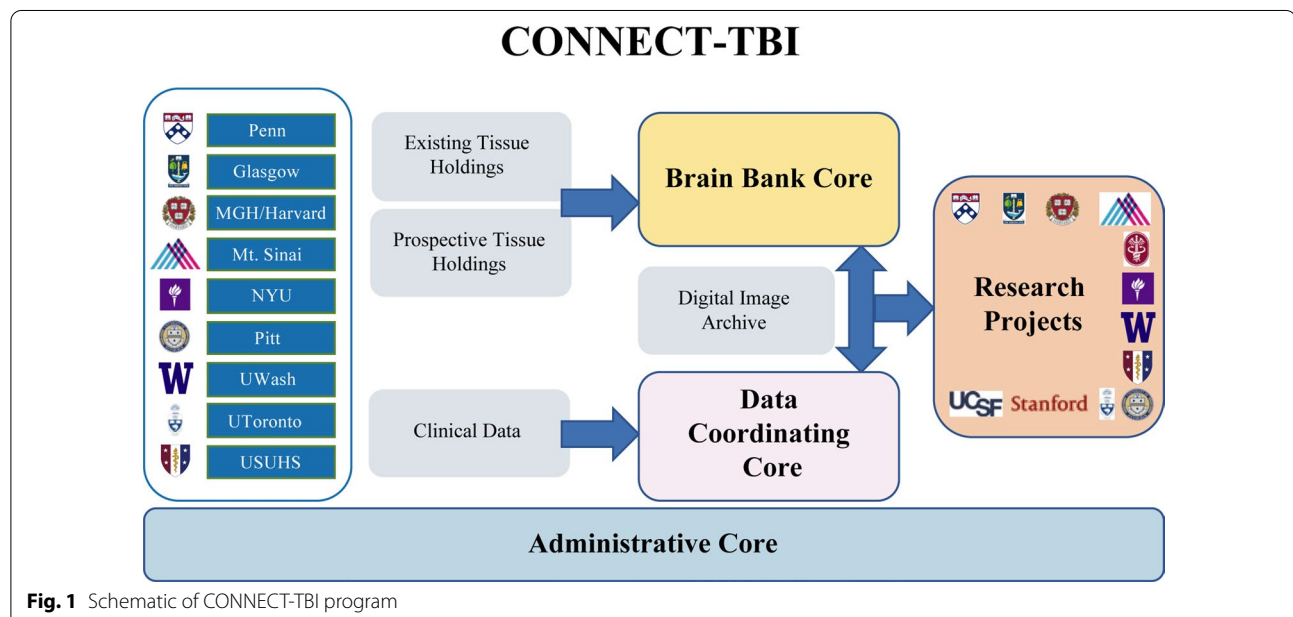 CONNECT-TBI
Penn
Glasgow
MGH/Harvard
Mt. Sinai
NYU
Pitt
UWash
UToronto
USUHS
Existing Tissue
Holdings
Prospective Tissue
Holdings
Clinical Data
Brain Bank Core
Digital Image
Archive
Data
Coordinating
Core
Research
Projects
W
W
UCSF Stanford
Administrative Core
Fig. 1 Schematic of CONNECT-TBI program